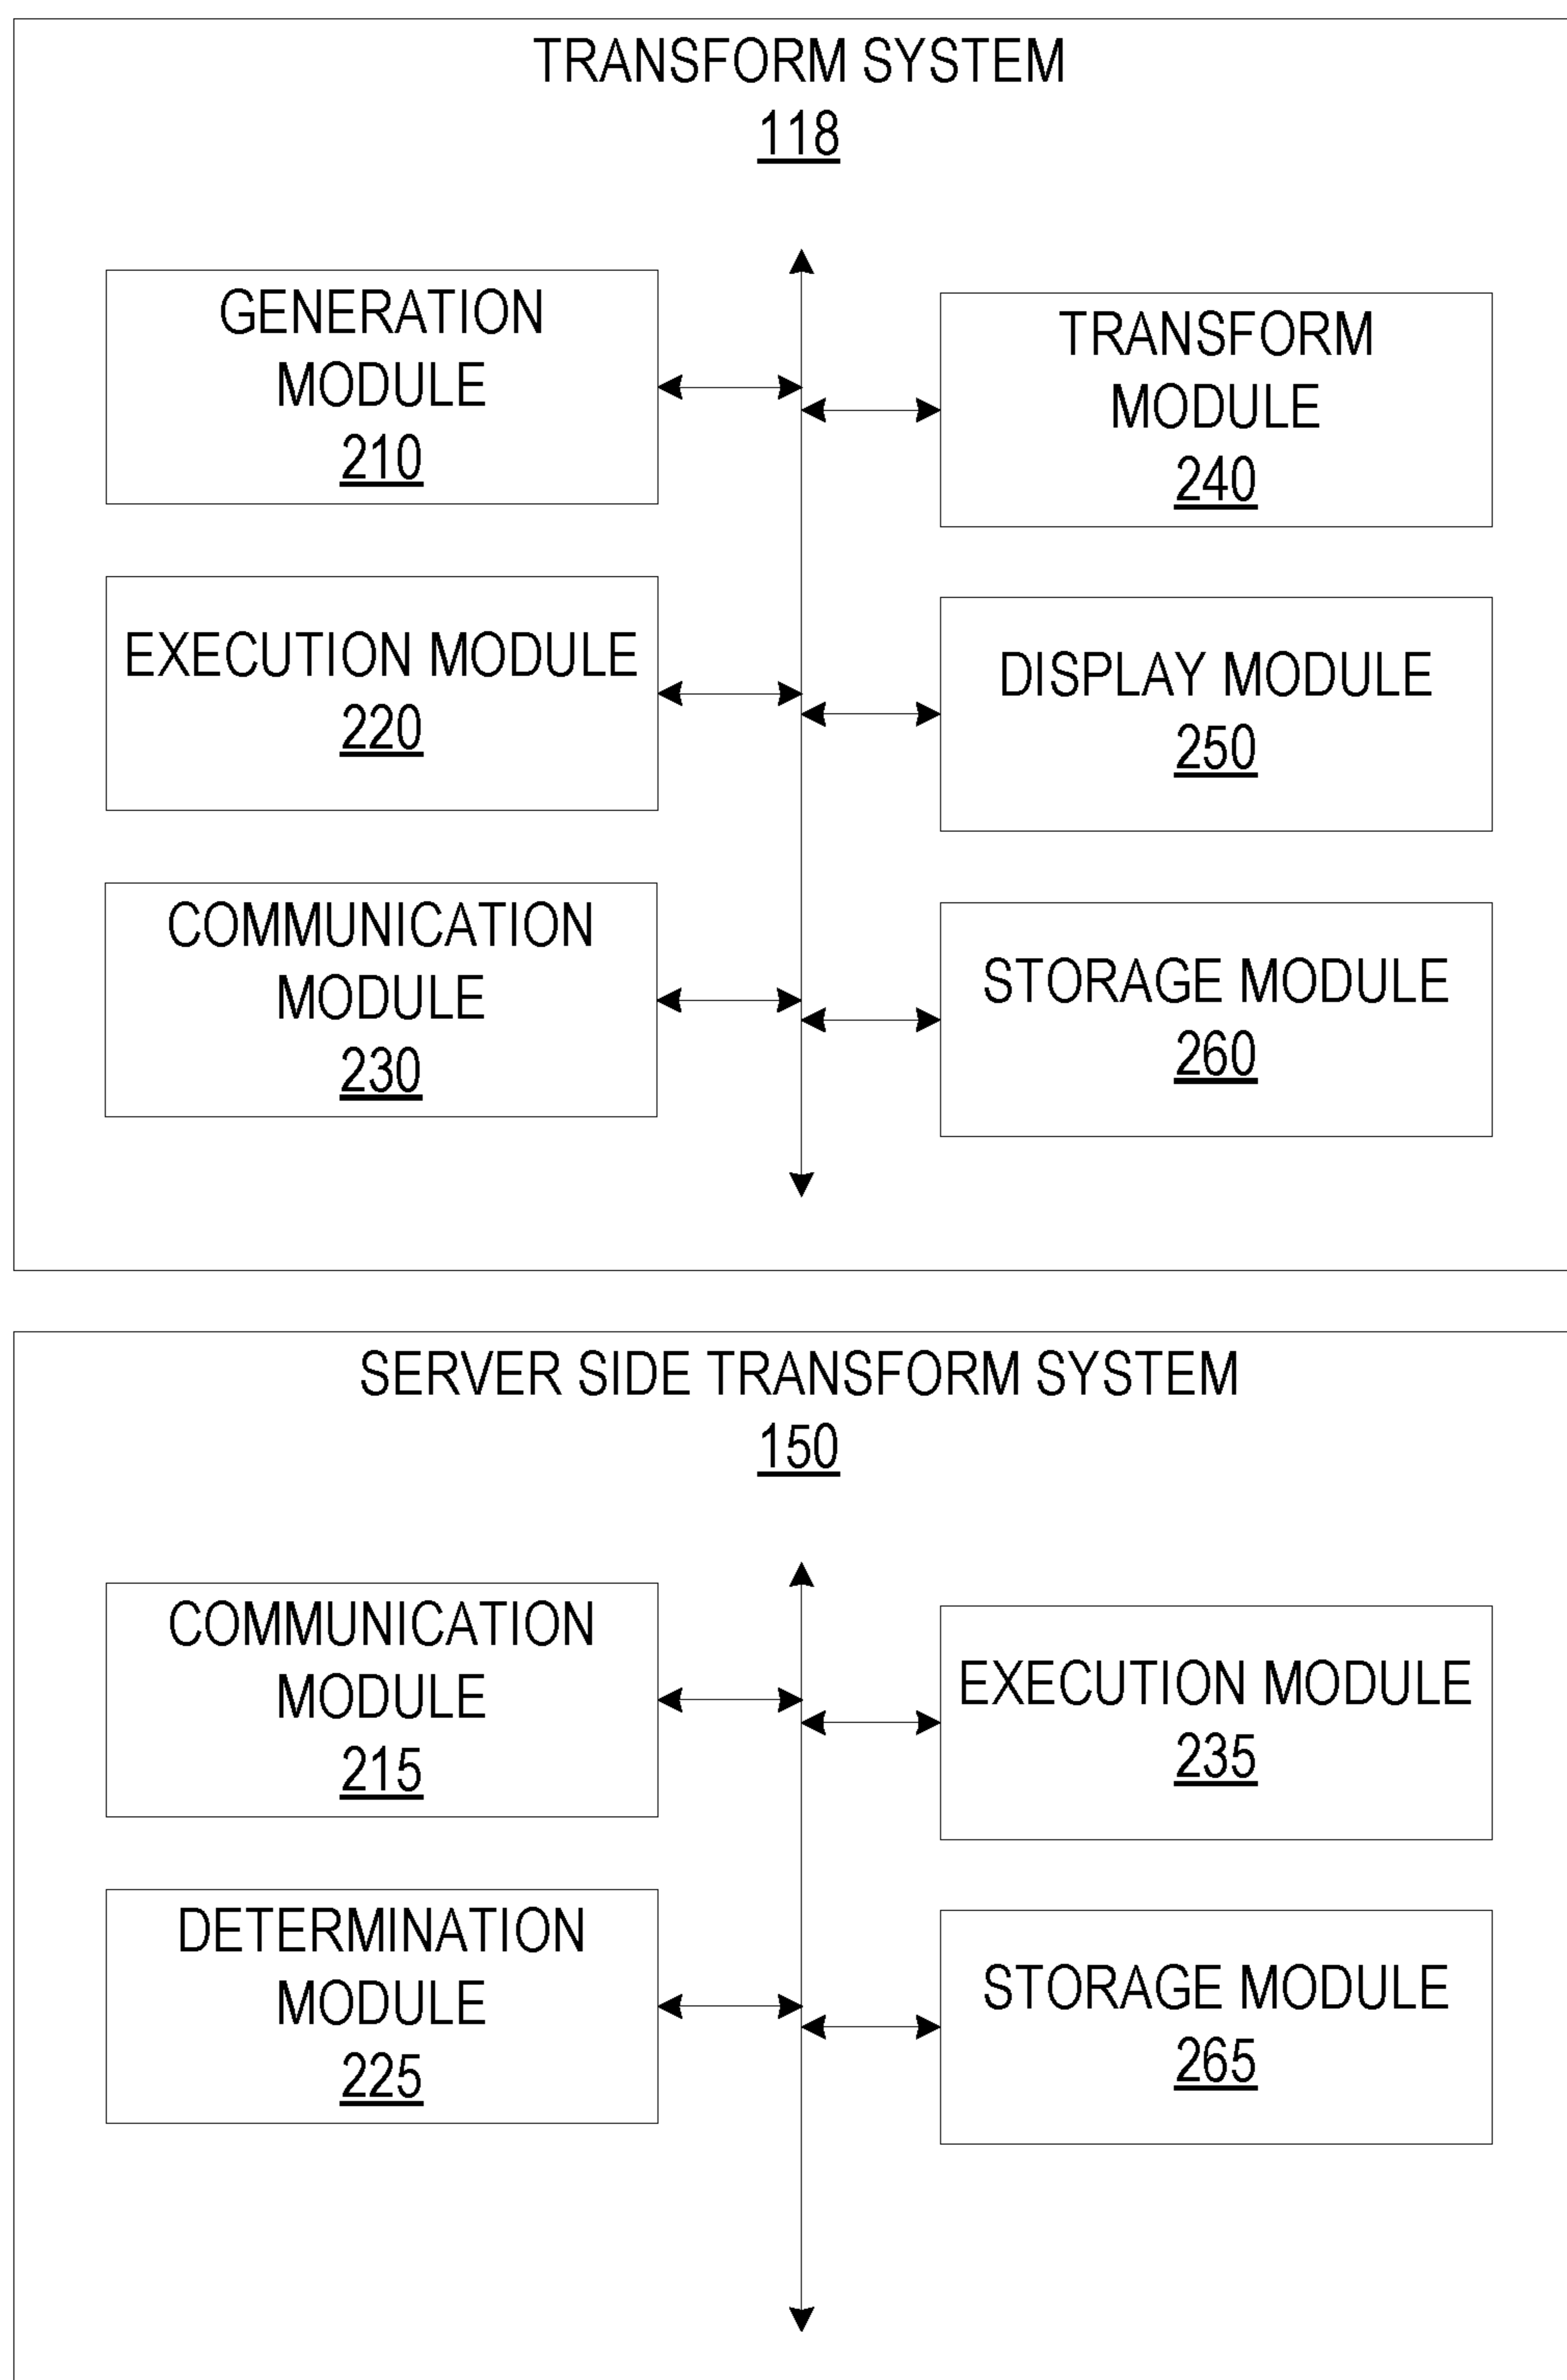 TRANSFORM SYSTEM
118
GENERATION
MODULE
210
TRANSFORM
MODULE
240
EXECUTION MODULE
220
DISPLAY MODULE
250
COMMUNICATION
MODULE
230
STORAGE MODULE
260
SERVER SIDE TRANSFORM SYSTEM
150
COMMUNICATION
MODULE
215
EXECUTION MODULE
235
DETERMINATION
MODULE
225
STORAGE MODULE
265